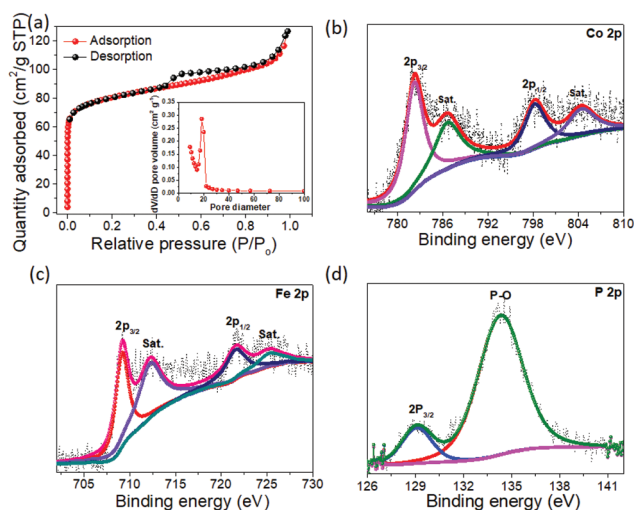 (a)
Adsorption
Desorption
Quantity adsorbed (cm²/g STP)
0
20
40
60
80
100
120
0.0 0.2 0.4 0.6 0.8 1.0
Relative pressure (P/Po)
dV/dD pore volume (cm² g⁻¹)
0.00
0.05
0.10
0.15
0.20
0.25
0.30
0.35
0 20 40 60 80 100
Pore diameter
(b)
Co 2p
2p3/2
Sat.
2p1/2
Sat.
780 786 792 798 804 810
Binding energy (eV)
(c)
Fe 2p
2p3/2
Sat.
2p1/2
Sat.
705 710 715 720 725 730
Binding energy (eV)
(d)
P 2p
P-O
2P3/2
126 129 132 135 138 141
Binding energy (eV)